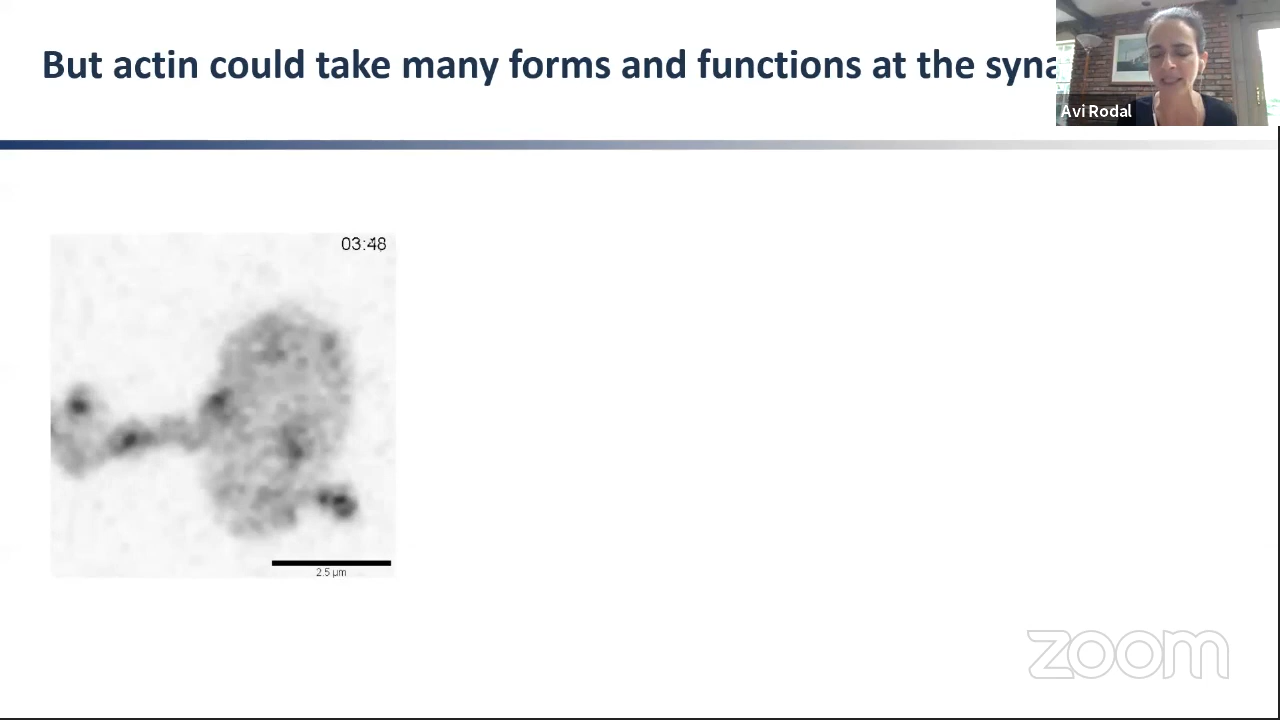 But actin could take many forms and functions at the syna
Avi Rodal
03:48
2.5 µm
zoom